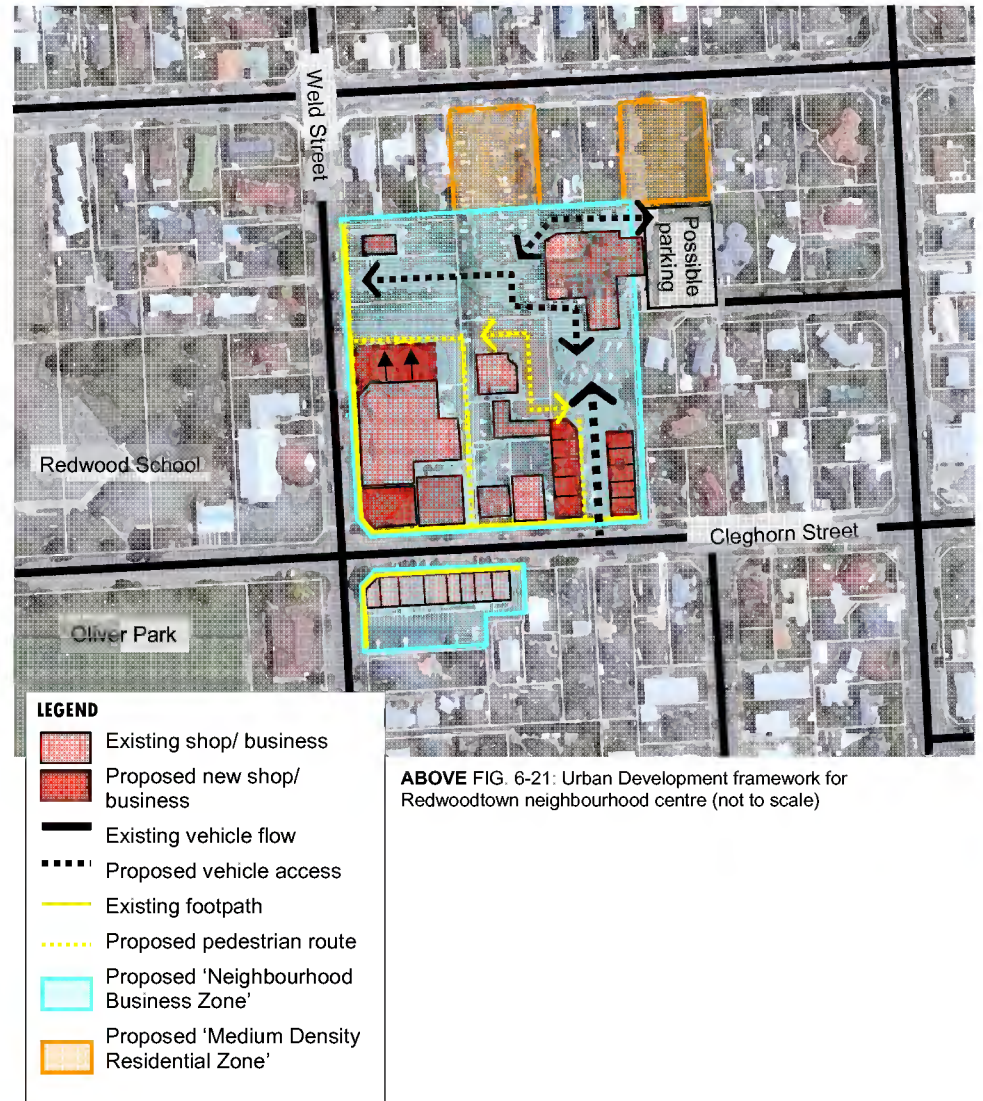 Weld Street
Possible
parking
Redwood School
Cleghorn Street
Oliver Park
LEGEND
Existing shop/ business
Proposed new shop/
business
Existing vehicle flow
Proposed vehicle access
Existing footpath
Proposed pedestrian route
Proposed ‘Neighbourhood
Business Zone’
Proposed ‘Medium Density
Residential Zone’
ABOVE FIG. 6-21: Urban Development framework for
Redwoodtown neighbourhood centre (not to scale)